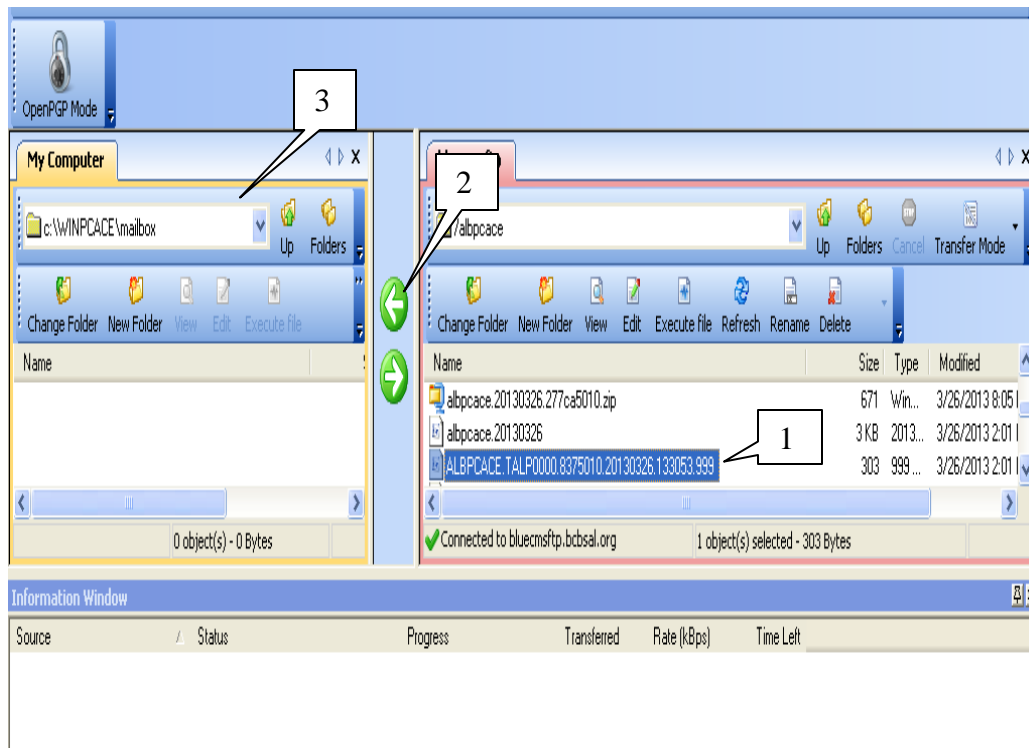 OpenPGP Mode
3
My Computer
2
c:\WINPCACE\mailbox
Up
Folders
/albpcace
Up
Folders
Cancel
Transfer Mode
Change Folder
New Folder
View
Edit
Execute file
Change Folder
New Folder
View
Edit
Execute file
Refresh
Rename
Delete
Name
Name
Size
Type
Modified
albpcace.20130326.277ca5010.zip
671
Win...
3/26/2013 8:05
albpcace.20130326
3 KB
2013...
3/26/2013 2:01
1
ALBPCACE.TALP0000.8375010.20130326.133053.999
303
999 ...
3/26/2013 2:01
0 object(s) - 0 Bytes
Connected to bluecmsftp.bcbsal.org
1 object(s) selected - 303 Bytes
Information Window
Source
Status
Progress
Transferred
Rate (kBps)
Time Left